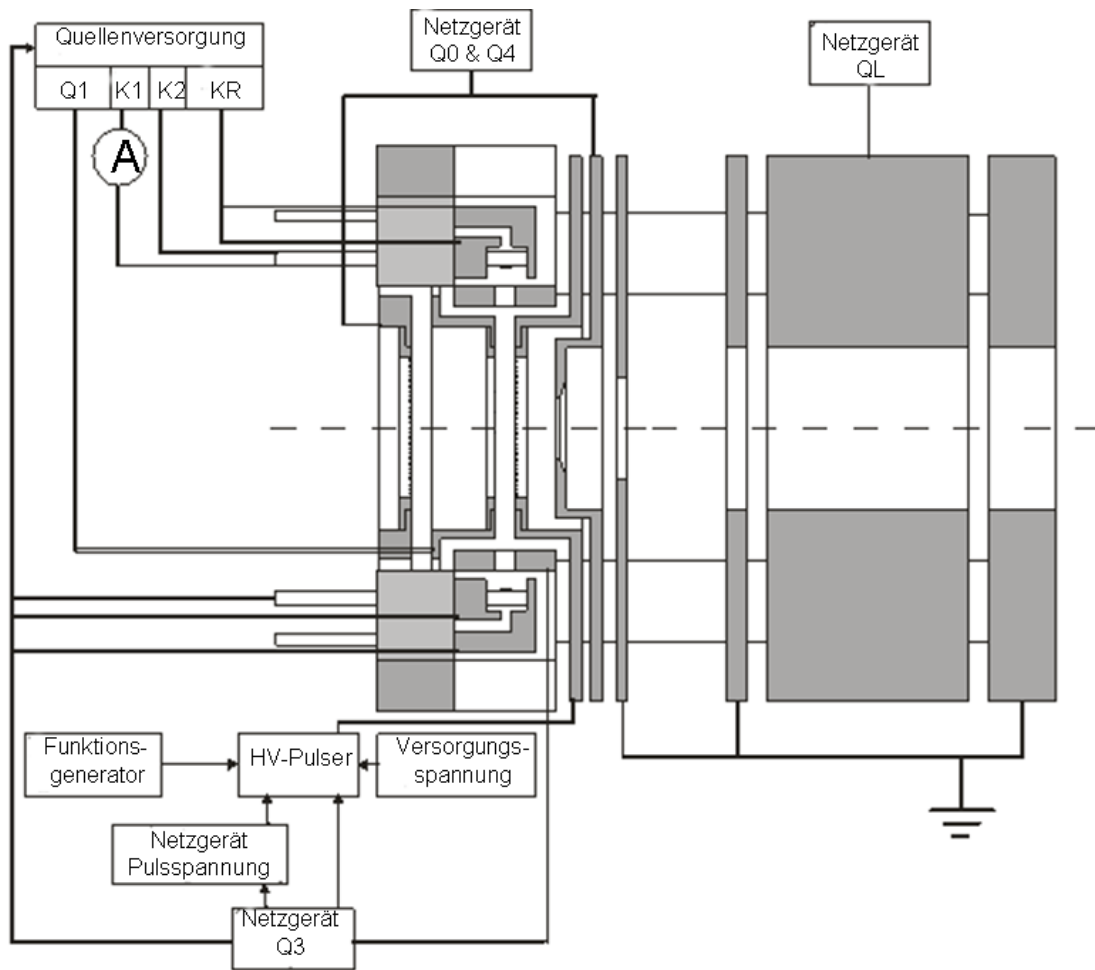 Quellenversorgung
Q1 K1 K2 KR
A
Netzgerät
Q0 & Q4
Netzgerät
QL
Funktions-
generator
HV-Pulser
Versorgungs-
spannung
Netzgerät
Pulsspannung
Netzgerät
Q3